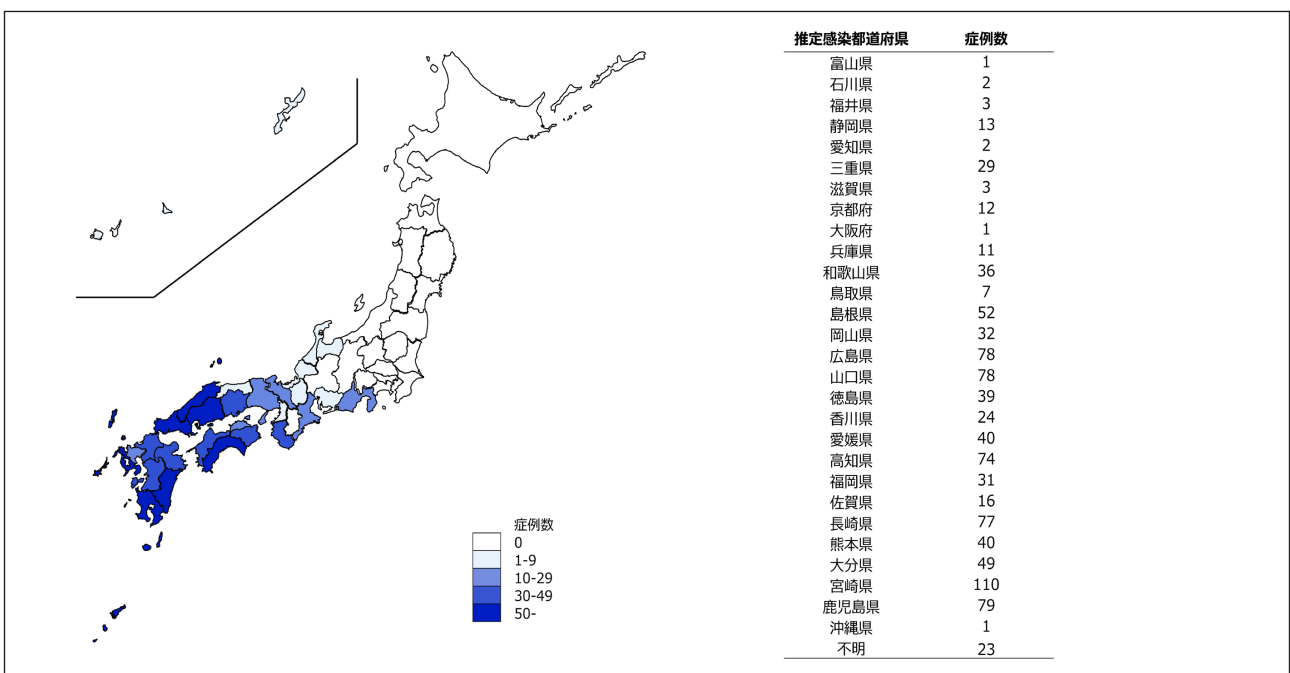 症例数
0
1-9
10-29
30-49
50-
推定感染都道府県 症例数
富山県 1
石川県 2
福井県 3
静岡県 13
愛知県 2
三重県 29
滋賀県 3
京都府 12
大阪府 1
兵庫県 11
和歌山県 36
鳥取県 7
島根県 52
岡山県 32
広島県 78
山口県 78
徳島県 39
香川県 24
愛媛県 40
高知県 74
福岡県 31
佐賀県 16
長崎県 77
熊本県 40
大分県 49
宮崎県 110
鹿児島県 79
沖縄県 1
不明 23